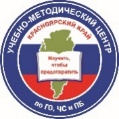 УЧЕБНО-МЕТОДИЧЕСКИЙ ЦЕНТР
КРАСНОЯРСКИЙ КРАЙ
Научить,
чтобы
предотвратить
по ГО, ЧС и ПБ